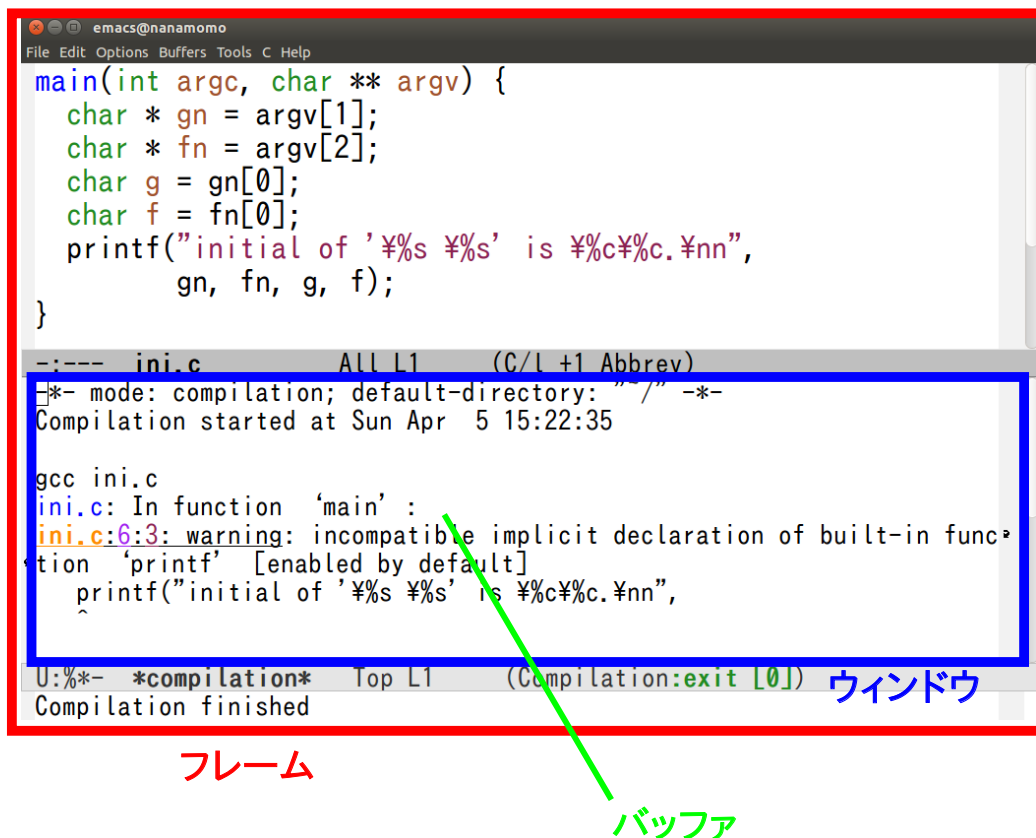 emacs@nanamomo
File Edit Options Buffers Tools C Help
main(int argc, char ** argv) {
  char * gn = argv[1];
  char * fn = argv[2];
  char g = gn[0];
  char f = fn[0];
  printf("initial of '¥%s ¥%s' is ¥%c¥%c.¥nn",
         gn, fn, g, f);
}
-:---  ini.c          All L1     (C/l +1 Abbrev)
-*- mode: compilation; default-directory: "~/" -*-
Compilation started at Sun Apr  5 15:22:35
gcc ini.c
ini.c: In function ‘main’:
ini.c:6:3: warning: incompatible implicit declaration of built-in func
tion ‘printf’ [enabled by default]
   printf("initial of '¥%s ¥%s' is ¥%c¥%c.¥nn",
   ^
U:%*-  *compilation*   Top L1     (Compilation:exit [0])
ウィンドウ
Compilation finished
フレーム
バッファ